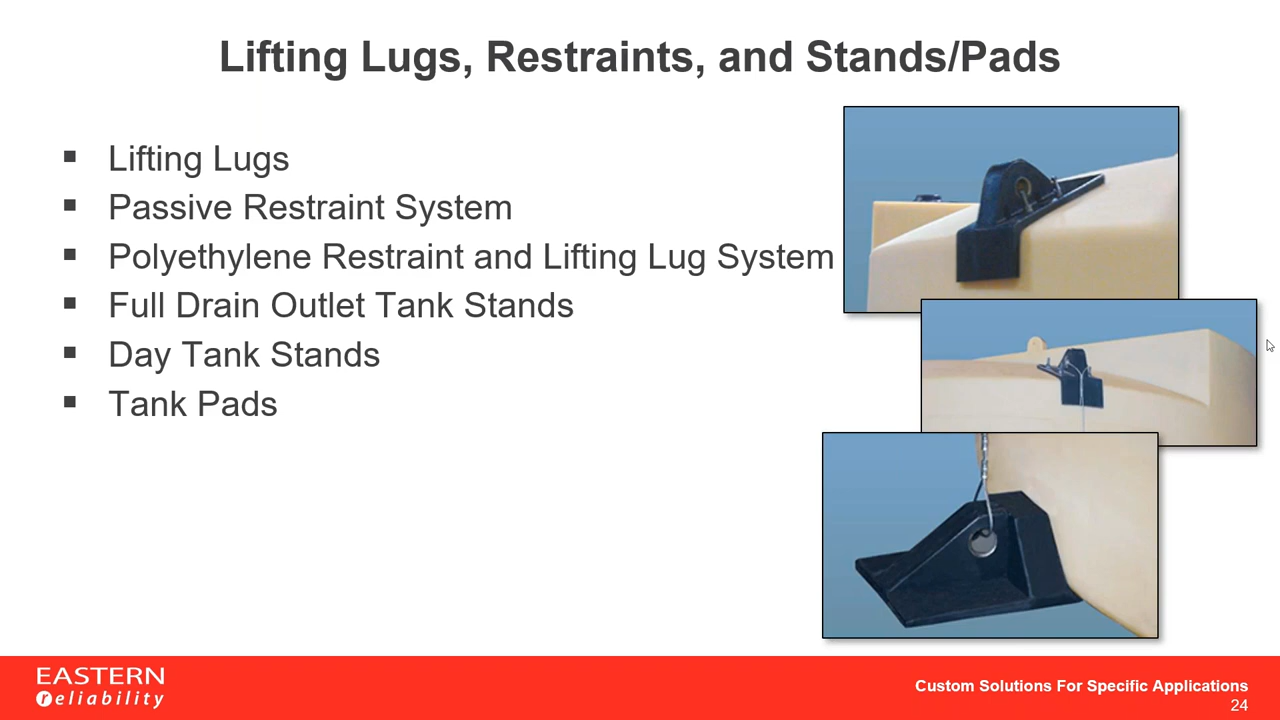 Lifting Lugs, Restraints, and Stands/Pads
Lifting Lugs
Passive Restraint System
Polyethylene Restraint and Lifting Lug System
Full Drain Outlet Tank Stands
Day Tank Stands
Tank Pads
EASTERN
reliability
Custom Solutions For Specific Applications
24